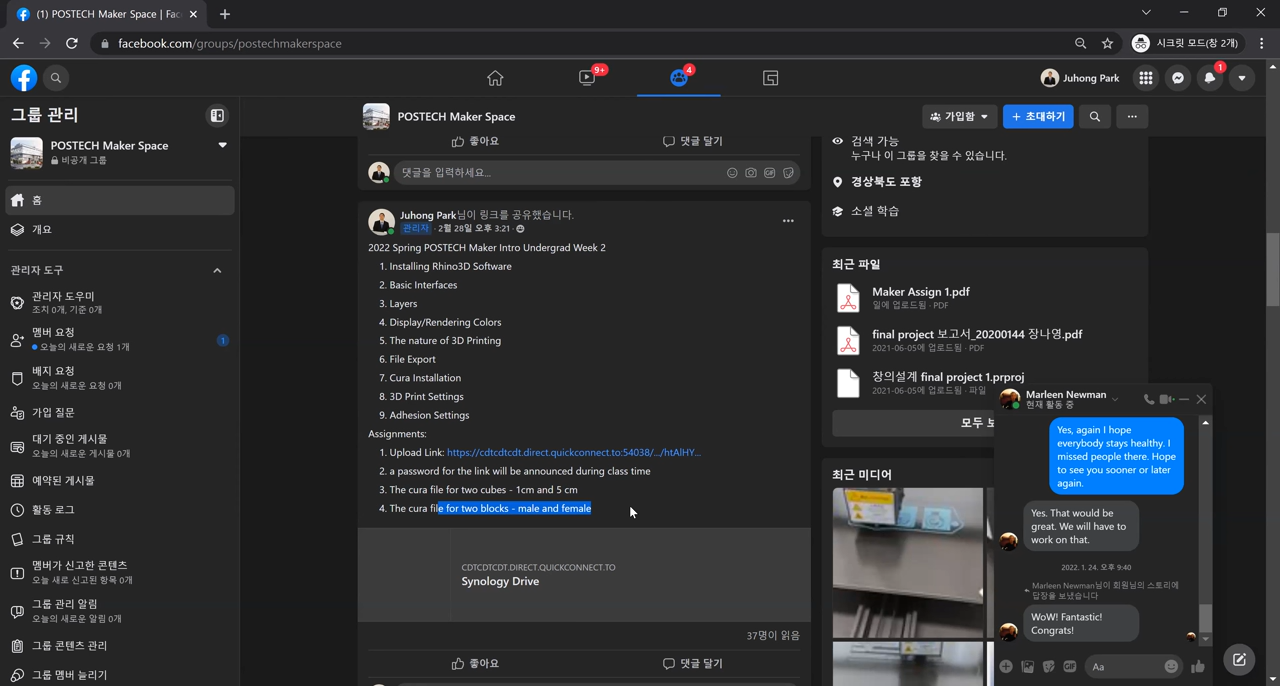 (1) POSTECH Maker Space | Fac
facebook.com/groups/postechmakerspace
시크릿 모드(창 2개)
9+
4
Juhong Park
1
그룹 관리
POSTECH Maker Space
비공개 그룹
홈
개요
관리자 도구
관리자 도우미
조치 0개, 기준 0개
멤버 요청
오늘의 새로운 요청 1개
1
배지 요청
오늘의 새로운 요청 0개
가입 질문
대기 중인 게시물
오늘의 새로운 게시물 0개
예약된 게시물
활동 로그
그룹 규칙
멤버가 신고한 콘텐츠
오늘 새로 신고된 항목 0개
그룹 관리 알림
오늘의 새로운 알림 0개
그룹 콘텐츠 관리
그룹 멤버 늘리기
POSTECH Maker Space
가입함
+ 초대하기
좋아요
댓글 달기
댓글을 입력하세요...
GIF
Juhong Park님이 링크를 공유했습니다.
관리자 · 2월 28일 오후 3:21 ·
2022 Spring POSTECH Maker Intro Undergrad Week 2
1. Installing Rhino3D Software
2. Basic Interfaces
3. Layers
4. Display/Rendering Colors
5. The nature of 3D Printing
6. File Export
7. Cura Installation
8. 3D Print Settings
9. Adhesion Settings
Assignments:
1. Upload Link: https://cdtcdtcdt.direct.quickconnect.to:54038/.../htAlHY...
2. a password for the link will be announced during class time
3. The cura file for two cubes - 1cm and 5 cm
4. The cura file for two blocks - male and female
CDTCDTCDT.DIRECT.QUICKCONNECT.TO
Synology Drive
37명이 읽음
좋아요
댓글 달기
검색 가능
누구나 이 그룹을 찾을 수 있습니다.
경상북도 포항
소셜 학습
최근 파일
Maker Assign 1.pdf
일에 업로드됨 · PDF
final project 보고서_20200144 장나영.pdf
2021-06-05에 업로드됨 · PDF
창의설계 final project 1.prproj
2021-06-05에 업로드됨 · 파일
모두 보
최근 미디어
Marleen Newman
현재 활동 중
Yes, again I hope
everybody stays healthy. I
missed people there. Hope
to see you sooner or later
again.
Yes. That would be
great. We will have to
work on that.
2022. 1. 24. 오후 9:40
Marleen Newman님이 회원님의 스토리에
답장을 보냈습니다
WoW! Fantastic!
Congrats!
GIF
Aa